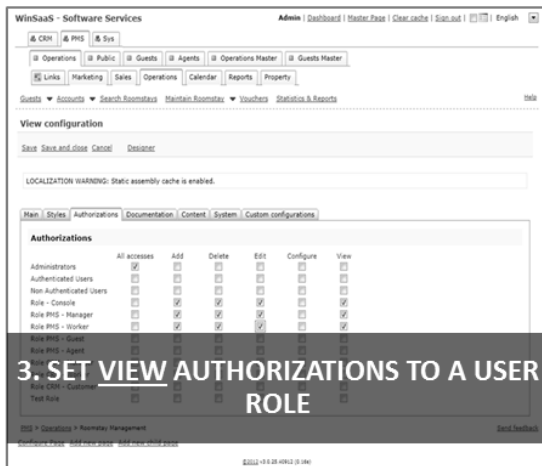 WinSaaS - Software Services
Admin | Dashboard | Master Page | Clear cache | Sign out | English
CRM PMS Sys
Operations Public Guests Agents Operations Master Guests Master
Links Marketing Sales Operations Calendar Reports Property
Guests Accounts Search Roomstays Maintain Roomstay Vouchers Statistics & Reports Help
View configuration
Save Save and close Cancel Designer
LOCALIZATION WARNING: Static assembly cache is enabled.
Main Styles Authorizations Documentation Content System Custom configurations
Authorizations
All accesses Add Delete Edit Configure View
Administrators
Authenticated Users
Non Authenticated Users
Role - Console
Role PMS - Manager
Role PMS - Worker
Role PMS - Guest
Role PMS - Agent
3. SET VIEW AUTHORIZATIONS TO A USER
ROLE
Role CRM - Customer
Test Role
PMS > Operations > Roomstay Management Send feedback
Configure Page Add new page Add new child page